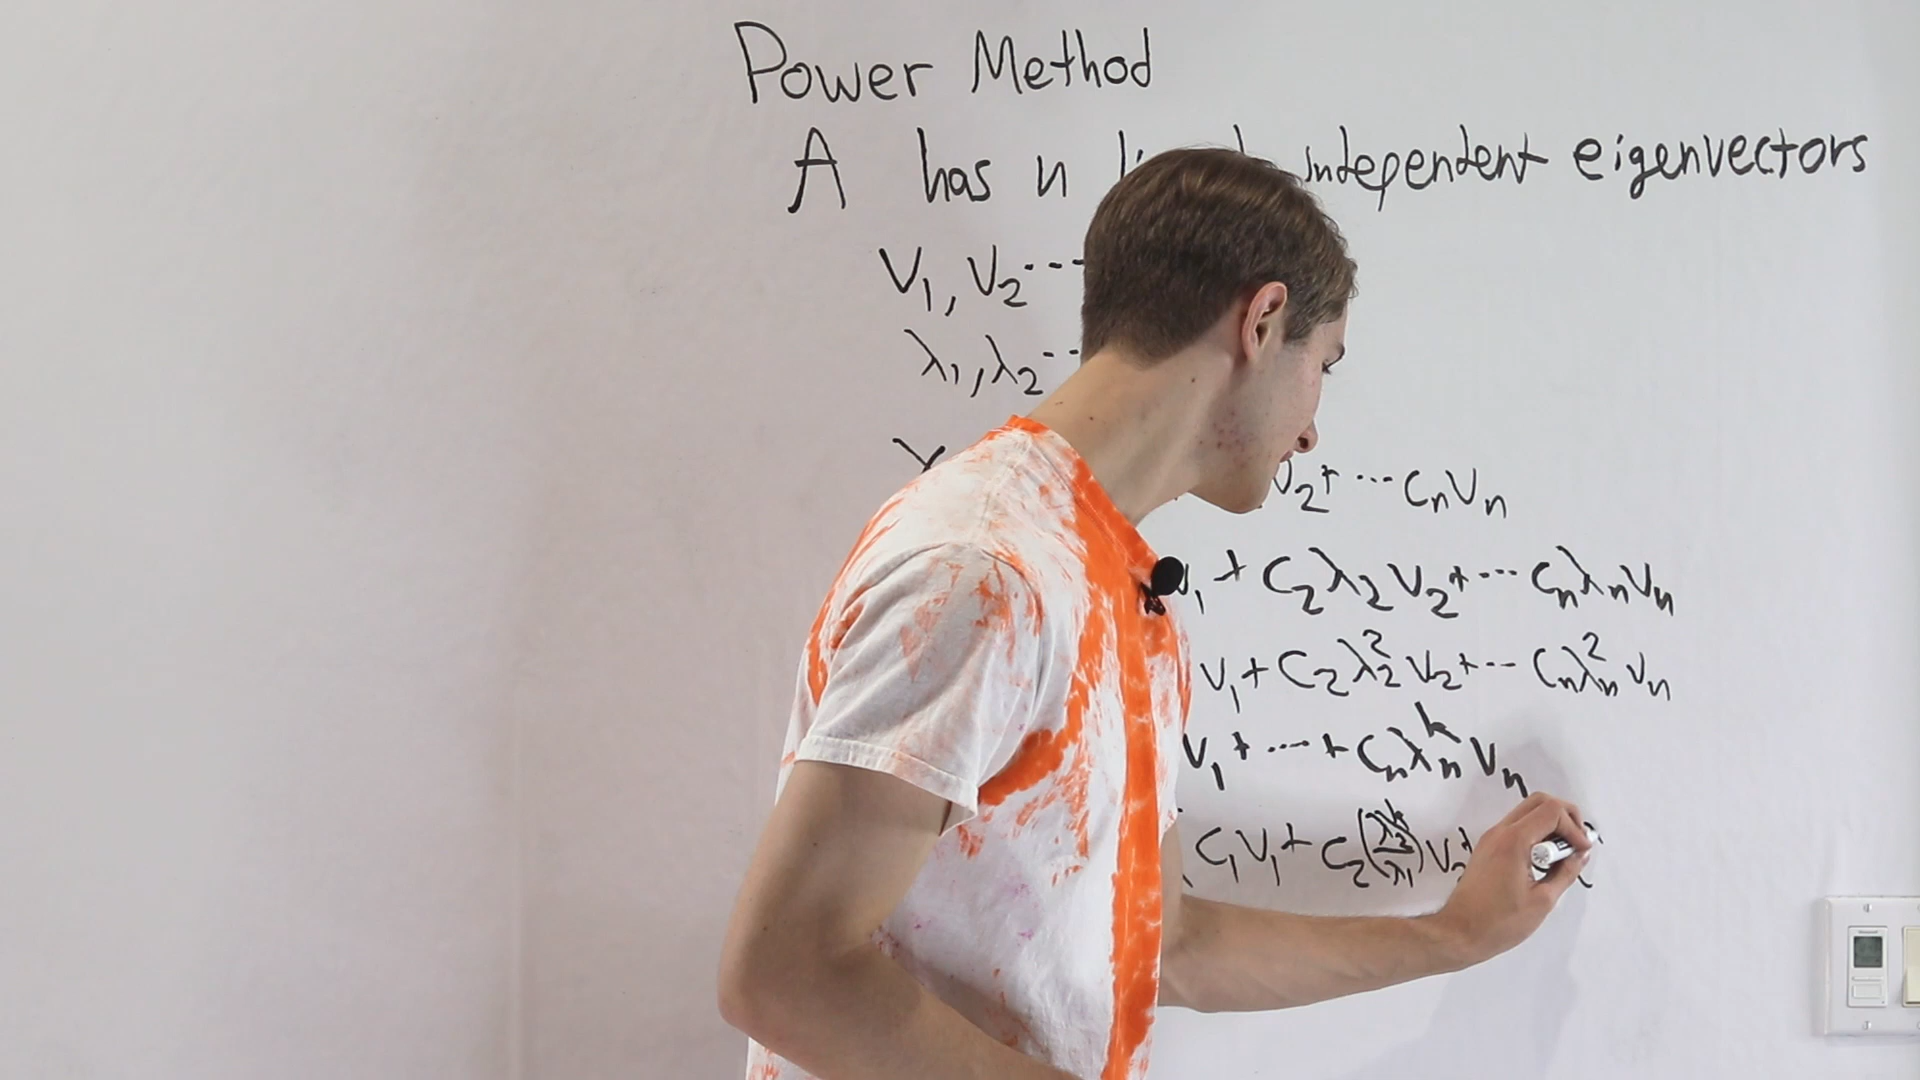 Power Method
A has n independent eigenvectors
V₁, V₂ ---
λ₁, λ₂ --
V₂ + ... CₙVₙ
V₁ + C₂λ₂V₂ + ... CₙλₙVₙ
V₁ + C₂λ₂²V₂ + ... Cₙλₙ²Vₙ
V₁ + .... + CₙλₙᵏVₙ
C₁V₁ + C₂(λ₂/λ₁)ᵏV₂ +